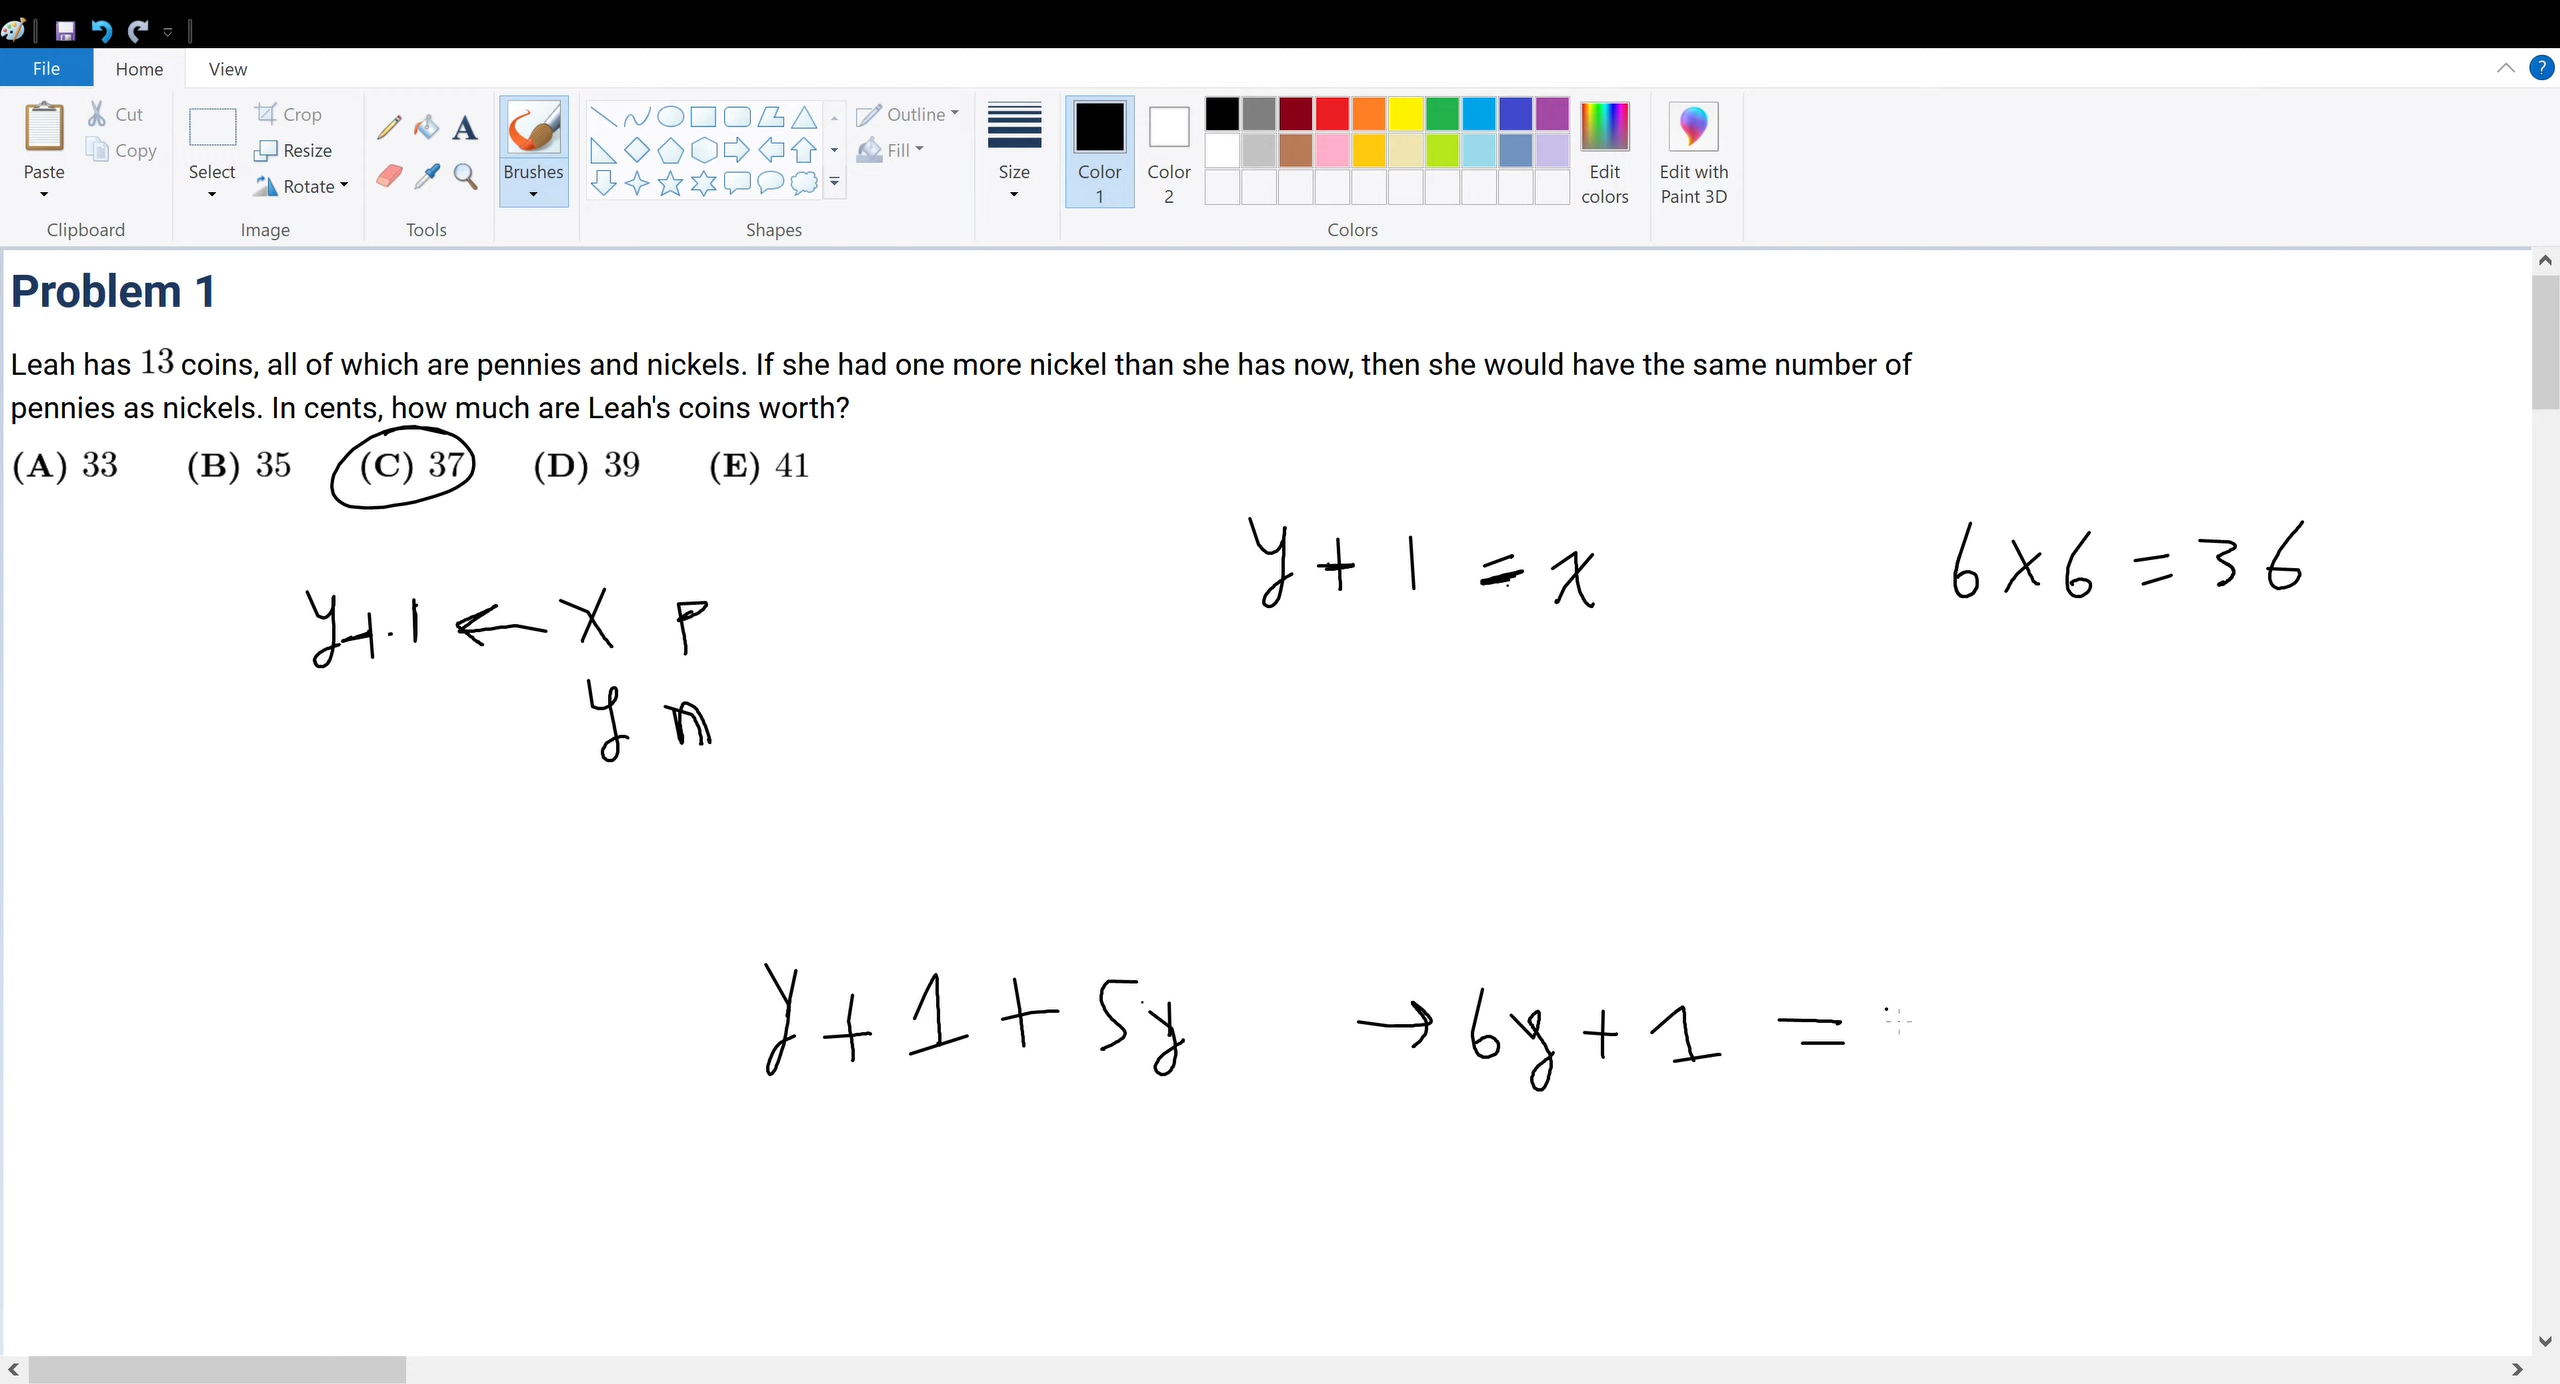 File Home View
Paste Cut Copy Clipboard
Select Crop Resize Rotate Image
A Tools
Brushes
Shapes Outline Fill
Size
Color 1 Color 2 Colors Edit colors
Edit with Paint 3D
?
Problem 1
Leah has 13 coins, all of which are pennies and nickels. If she had one more nickel than she has now, then she would have the same number of
pennies as nickels. In cents, how much are Leah's coins worth?
(A) 33 (B) 35 (C) 37 (D) 39 (E) 41
y + 1 = x 6 × 6 = 36
y + 1 ← x P
y n
y + 1 + 5y → 6y + 1 =